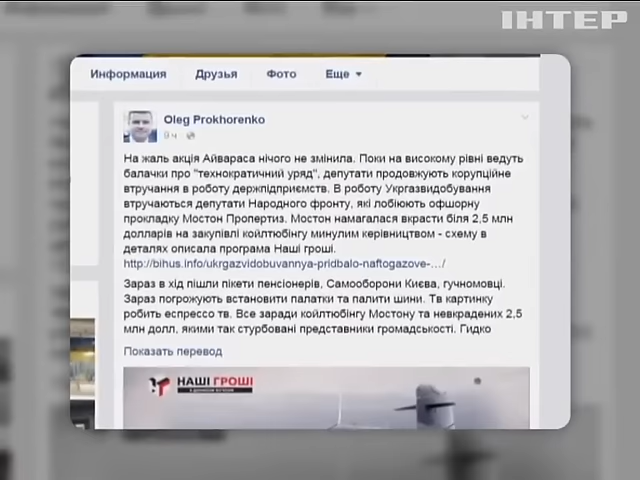 ІНТЕР
Информация Друзья Фото Еще
Oleg Prokhorenko
9 ч ·
На жаль акція Айвараса нічого не змінила. Поки на високому рівні ведуть
балачки про "технократичний уряд", депутати продовжують корупційне
втручання в роботу держпідприємств. В роботу Укргазвидобування
втручаються депутати Народного фронту, які лобіюють офшорну
прокладку Мостон Пропертиз. Мостон намагалася вкрасти біля 2,5 млн
долларів на закупівлі койлтюбінгу минулим керівництвом - схему в
деталях описала програма Наші гроші.
http://bihus.info/ukrgazvidobuvannya-pridbalo-naftogazove-…/
Зараз в хід пішли пікети пенсіонерів, Самооборони Києва, гучномовці.
Зараз погрожують встановити палатки та палити шини. Тв картинку
робить еспрессо тв. Все заради койлтюбінгу Мостону та невкрадених 2,5
млн долл, якими так стурбовані представники громадськості. Гидко
Показать перевод
НАШІ ГРОШІ